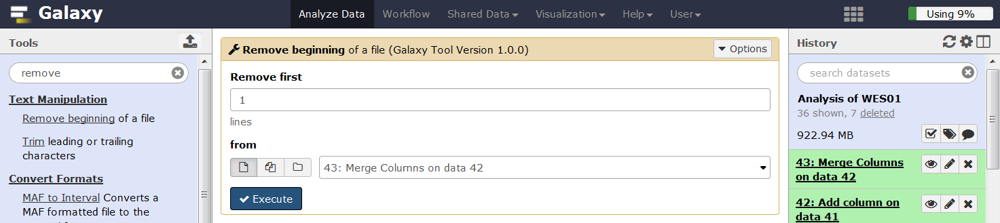 Galaxy
Analyze Data
Workflow
Shared Data
Visualization
Help
User
Using 9%
Tools
remove
Text Manipulation
Remove beginning of a file
Trim leading or trailing
characters
Convert Formats
MAF to Interval Converts a
MAF formatted file to the
Remove beginning of a file (Galaxy Tool Version 1.0.0)
Options
Remove first
1
lines
from
43: Merge Columns on data 42
Execute
History
search datasets
Analysis of WES01
36 shown, 7 deleted
922.94 MB
43: Merge Columns
on data 42
42: Add column on
data 41